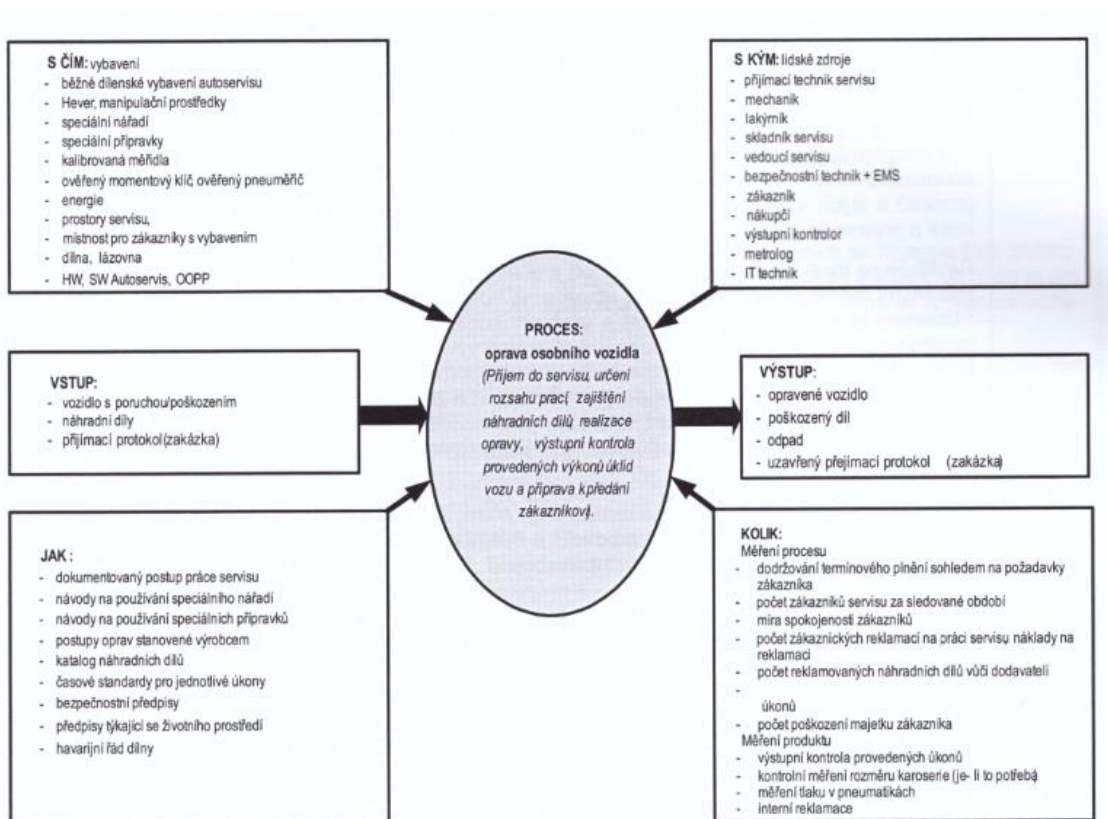 S ČÍM: vybavení
- běžné dílenské vybavení autoservisu
- Hever, manipulační prostředky
- speciální nářadí
- speciální přípravky
- kalibrovaná měřidla
- ověřený momentový klíč, ověřený pneuměřič
- energie
- prostory servisu,
- místnost pro zákazníky s vybavením
- dílna, lázovna
- HW, SW Autoservis, OOPP
S KÝM: lidské zdroje
- přijímací technik servisu
- mechanik
- lakýrník
- skladník servisu
- vedoucí servisu
- bezpečnostní technik + EMS
- zákazník
- nákupčí
- výstupní kontrolor
- metrolog
- IT technik
VSTUP:
- vozidlo s poruchou/poškozením
- náhradní díly
- přijímací protokol(zakázka)
PROCES:
oprava osobního vozidla
(Příjem do servisu, určení
rozsahu prací, zajištění
náhradních dílů, realizace
opravy, výstupní kontrola
provedených výkonů, úklid
vozu a příprava k předání
zákazníkovi).
VÝSTUP:
- opravené vozidlo
- poškozený díl
- odpad
- uzavřený přejímací protokol (zakázka)
JAK :
- dokumentovaný postup práce servisu
- návody na používání speciálního nářadí
- návody na používání speciálních přípravků
- postupy oprav stanovené výrobcem
- katalog náhradních dílů
- časové standardy pro jednotlivé úkony
- bezpečnostní předpisy
- předpisy týkající se životního prostředí
- havarijní řád dílny
KOLIK:
Měření procesu
- dodržování termínového plnění sohledem na požadavky
zákazníka
- počet zákazníků servisu za sledované období
- míra spokojenosti zákazníků
- počet zákaznických reklamací na práci servisu, náklady na
reklamaci
- počet reklamovaných náhradních dílů vůči dodavateli
-
úkonů
- počet poškození majetku zákazníka
Měření produktu
- výstupní kontrola provedených úkonů
- kontrolní měření rozměru karoserie (je- li to potřeba)
- měření tlaku v pneumatikách
- interní reklamace